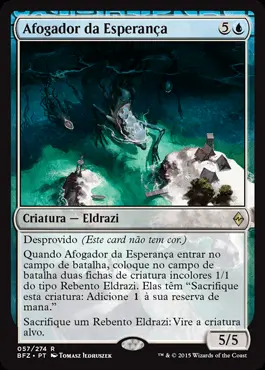 Afogador da Esperança 5
Criatura — Eldrazi
Desprovido (Este card não tem cor.)
Quando Afogador da Esperança entrar no
campo de batalha, coloque no campo de
batalha duas fichas de criatura incolores 1/1
do tipo Rebento Eldrazi. Elas têm “Sacrifique
esta criatura: Adicione 1 à sua reserva de
mana.”
Sacrifique um Rebento Eldrazi: Vire a criatura
alvo.
5/5
057/274 R
BFZ • PT TOMASZ JEDRUSZEK
™ & © 2015 Wizards of the Coast